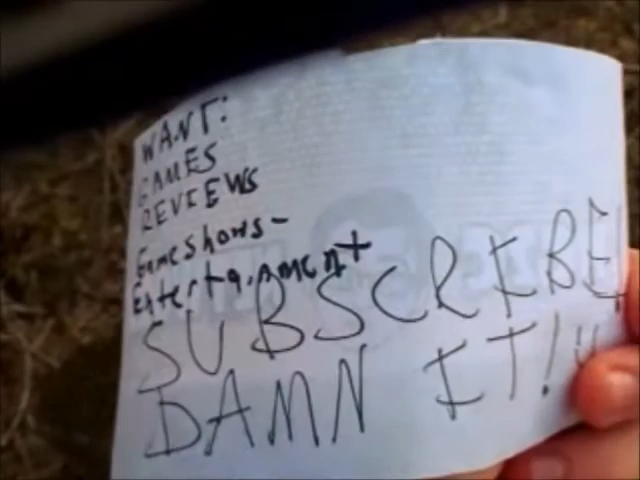 WANT:
GAMES
REVIEWS
Gameshows-
Entertainment
SUBSCRIBE!
DAMN IT!!!